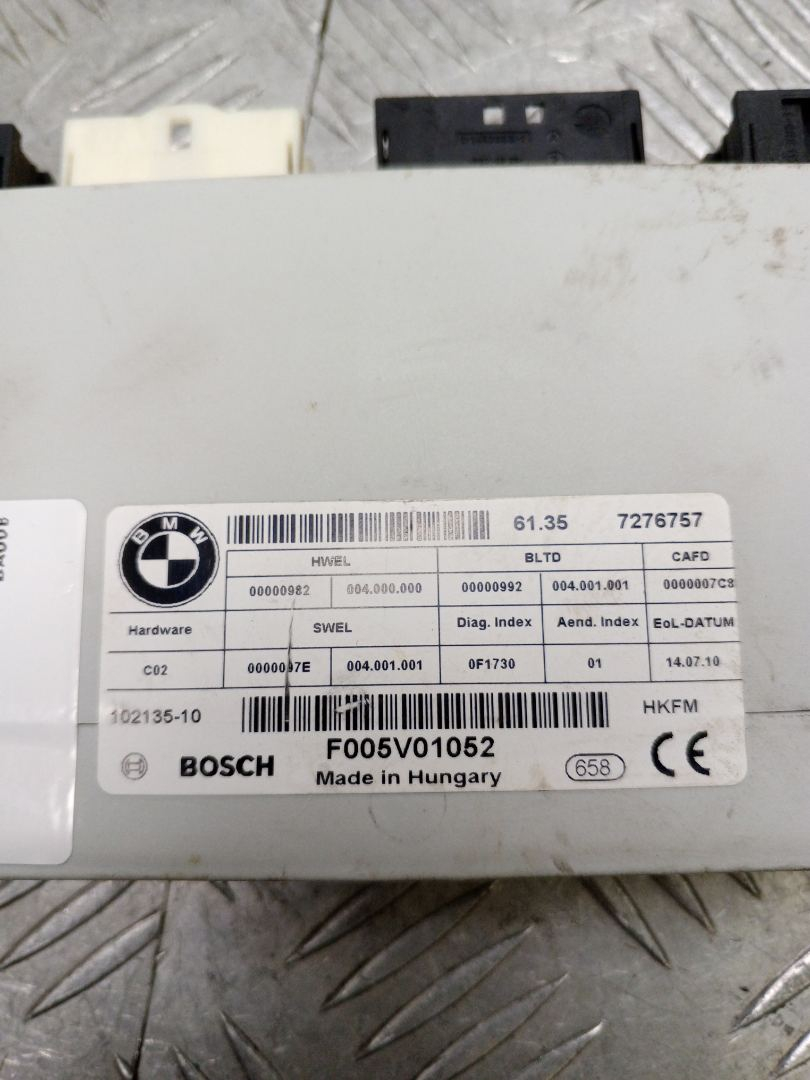 BMW
61.35 7276757
HWEL BLTD CAFD
00000982 004.000.000 00000992 004.001.001 0000007C8
Hardware SWEL Diag. Index Aend. Index EoL-DATUM
C02 0000097E 004.001.001 0F1730 01 14.07.10
102135-10 HKFM
BOSCH F005V01052 658 CE
Made in Hungary